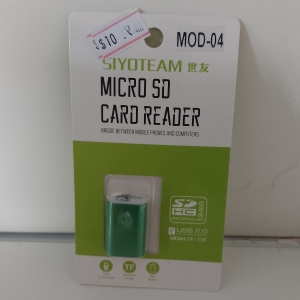 $10
MOD-04
SIYOTEAM 世友
MICRO SD
CARD READER
BRIDGE BETWEEN MOBILE PHONES AND COMPUTERS
SD
HC
USB 2.0
TF